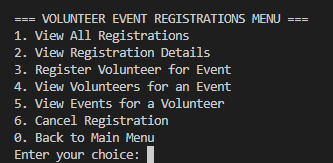 === VOLUNTEER EVENT REGISTRATIONS MENU ===
1. View All Registrations
2. View Registration Details
3. Register Volunteer for Event
4. View Volunteers for an Event
5. View Events for a Volunteer
6. Cancel Registration
0. Back to Main Menu
Enter your choice: